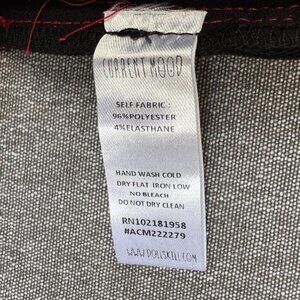 CURRENT MOOD
SELF FABRIC :
96%POLYESTER
4%ELASTHANE
HAND WASH COLD
DRY FLAT IRON LOW
NO BLEACH
DO NOT DRY CLEAN
RN102181958
#ACM222279
WWW.DOLLSKILL.COM